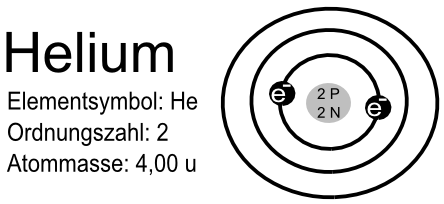 Helium
Elementsymbol: He
Ordnungszahl: 2
Atommasse: 4,00 u
e⁻
2 P
2 N
e⁻